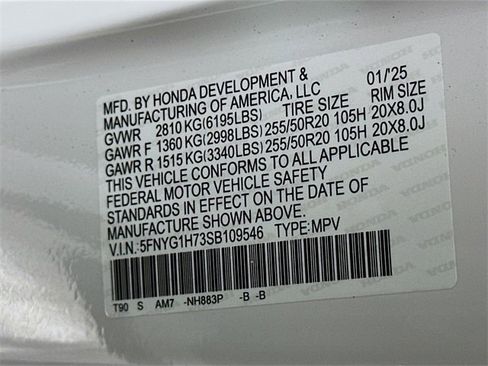 MFD. BY HONDA DEVELOPMENT & 01/'25
MANUFACTURING OF AMERICA, LLC
GVWR 2810 KG(6195LBS) TIRE SIZE RIM SIZE
GAWR F 1360 KG(2998LBS) 255/50R20 105H 20X8.0J
GAWR R 1515 KG(3340LBS) 255/50R20 105H 20X8.0J
THIS VEHICLE CONFORMS TO ALL APPLICABLE
FEDERAL MOTOR VEHICLE SAFETY
STANDARDS IN EFFECT ON THE DATE OF
MANUFACTURE SHOWN ABOVE.
V.I.N.:5FNYG1H73SB109546 TYPE:MPV
T90 S AM7 -NH883P -B -B